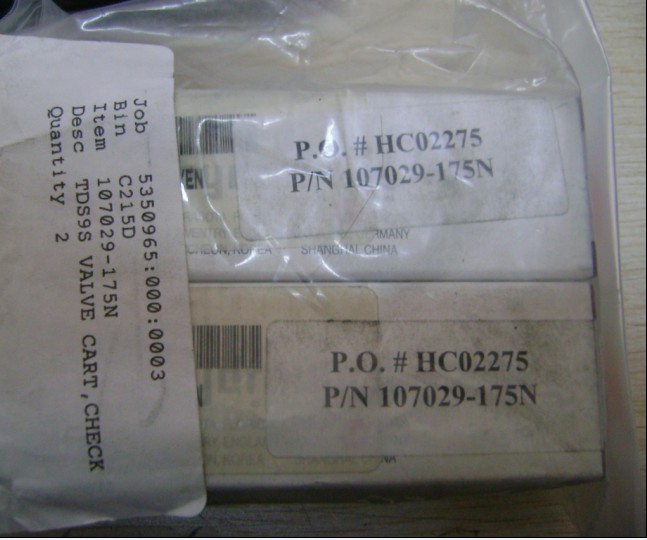 Job 5350965:000:0003
Bin C215D
Item 107029-175N
Desc TDS9S VALVE CART,CHECK
Quantity 2
P.O. # HC02275
P/N 107029-175N
SHANGHAI, CHINA
P.O. # HC02275
P/N 107029-175N